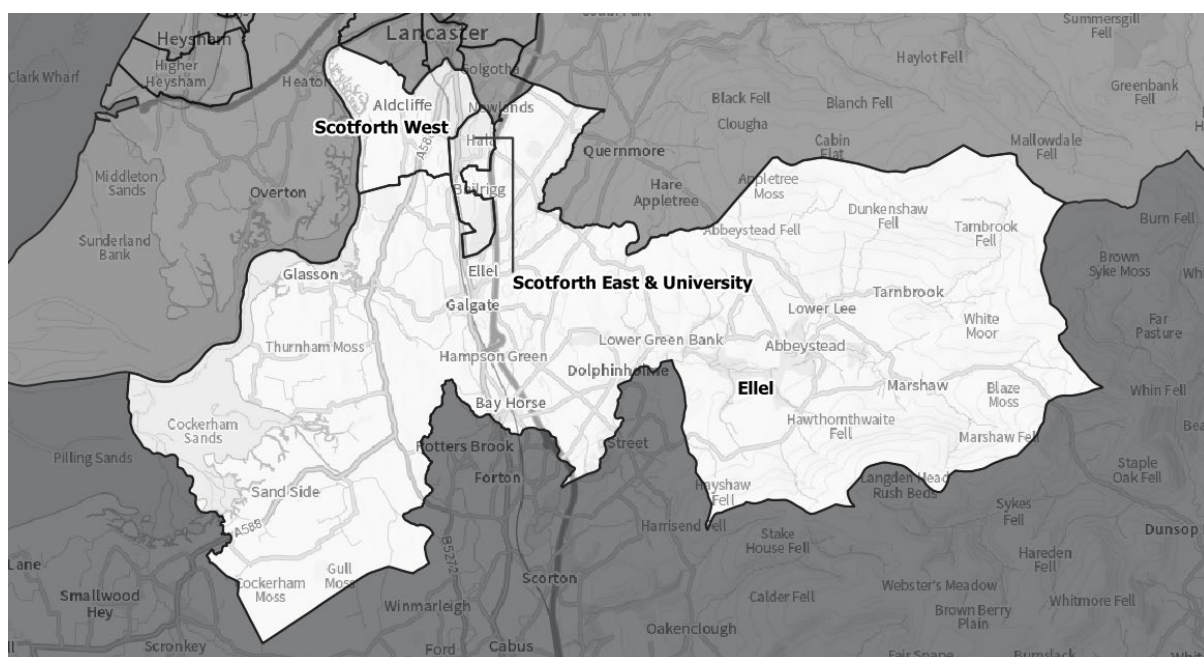 Summersgill
Fell
Heysham
Lancaster
Haylot Fell
Clark Wharf
Higher
Heysham
Heaton
Golgotha
Greenbank
Fell
Aldcliffe
Newlands
Black Fell
Blanch Fell
Clougha
Scotforth West
A588
Hala
Cabin
Flat
Mallowdale
Fell
Quernmore
Middleton
Sands
Overton
Bailrigg
Hare
Appletree
Appletree
Moss
Dunkenshaw
Fell
Tarnbrook
Fell
Burn Fell
Sunderland
Bank
Abbeystead Fell
Brown
Syke Moss
Glasson
Ellel
Scotforth East & University
Galgate
Lower Lee
Tarnbrook
White
Moor
Far
Pasture
Thurnham Moss
Hampson Green
Lower Green Bank
Abbeystead
Dolphinholme
Ellel
Marshaw
Blaze
Moss
Whin Fell
Bay Horse
Cockerham
Sands
Hawthornthwaite
Fell
Marshaw Fell
Potters Brook
Street
Pilling Sands
Forton
Hayshaw
Fell
Langden Head
Rush Beds
Staple
Oak Fell
Sand Side
Sykes
Fell
A588
Harrisend Fell
Stake
House Fell
Dunsop
B5272
Lane
Hareden
Fell
Gull
Moss
Cockerham
Moss
Scorton
Webster's Meadow
Smallwood
Hey
Winmarleigh
Calder Fell
Whitmore Fell
Brown Berry
Plain
Oakenclough
Scronkey
Ford
Cabus
Fair Snape
Burnslack